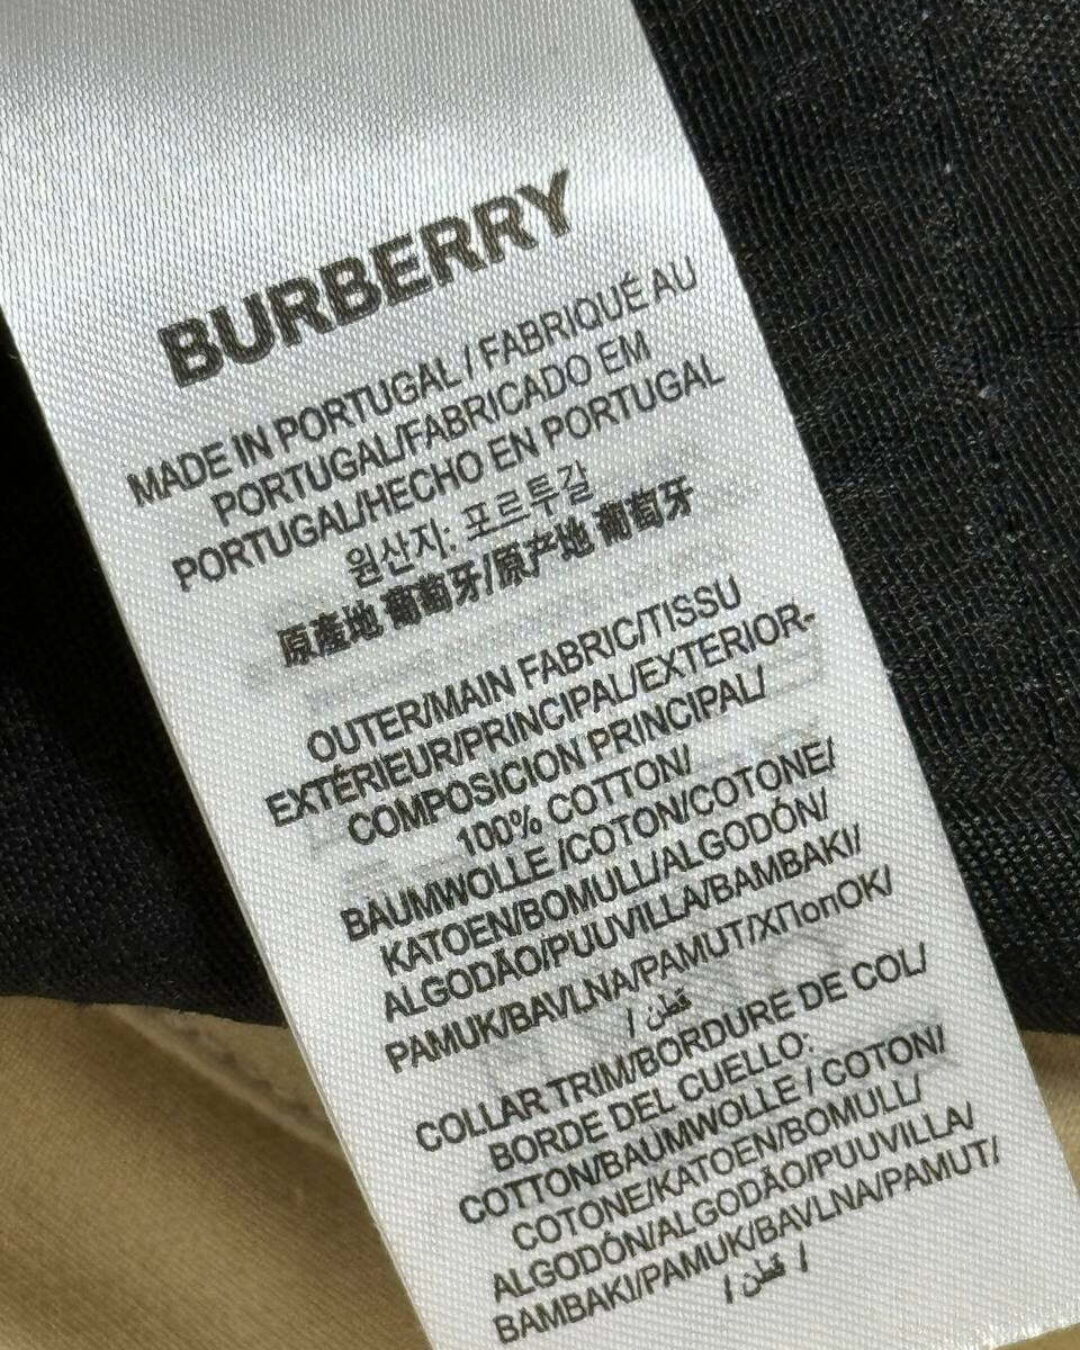 BURBERRY
MADE IN PORTUGAL / FABRIQUÉ AU
PORTUGAL/FABRICADO EM
PORTUGAL/HECHO EN PORTUGAL
원산지: 포르투갈
原產地 葡萄牙/原产地 葡萄牙
OUTER/MAIN FABRIC/TISSU
EXTÉRIEUR/PRINCIPAL/EXTERIOR-
COMPOSICION PRINCIPAL/
100% COTTON/
BAUMWOLLE /COTON/COTONE/
KATOEN/BOMULL/ALGODÓN/
ALGODÃO/PUUVILLA/BAMBAKI/
PAMUK/BAVLNA/PAMUT/XПопOK/
قطن /
COLLAR TRIM/BORDURE DE COL/
BORDE DEL CUELLO:
COTTON/BAUMWOLLE / COTON/
COTONE/KATOEN/BOMULL/
ALGODÓN/ALGODÃO/PUUVILLA/
BAMBAKI/PAMUK/BAVLNA/PAMUT/
/ قطن /